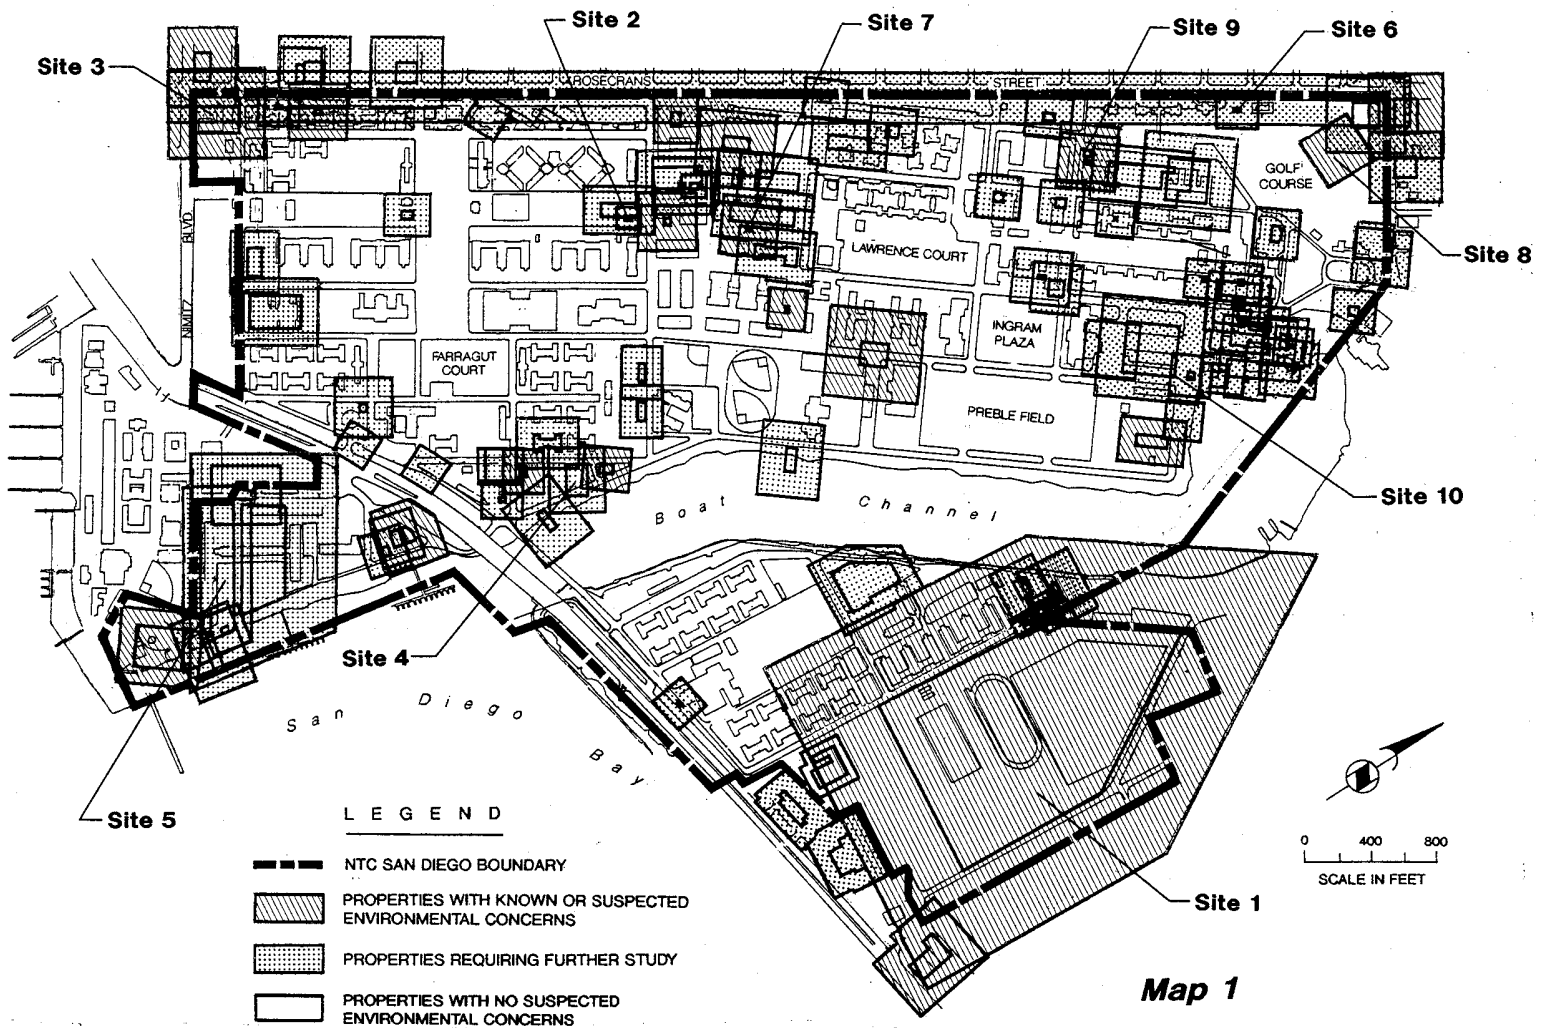 Site 2
Site 7
Site 9
Site 6
Site 3
ROSECRANS
STREET
GOLF
COURSE
BLVD.
NIMITZ
LAWRENCE COURT
Site 8
INGRAM
PLAZA
FARRAGUT
COURT
PREBLE FIELD
Boat Channel
Site 10
Site 4
San Diego Bay
Site 5
LEGEND
NTC SAN DIEGO BOUNDARY
PROPERTIES WITH KNOWN OR SUSPECTED
ENVIRONMENTAL CONCERNS
PROPERTIES REQUIRING FURTHER STUDY
PROPERTIES WITH NO SUSPECTED
ENVIRONMENTAL CONCERNS
0 400 800
SCALE IN FEET
Site 1
Map 1